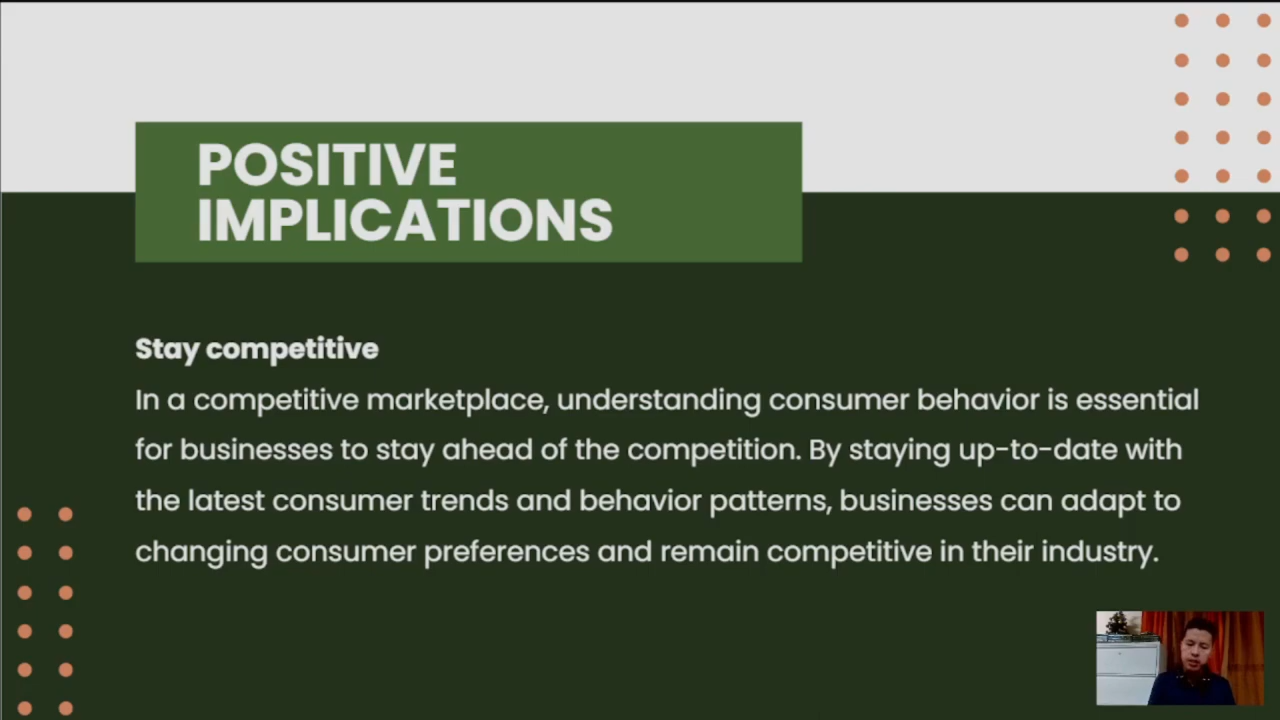 POSITIVE
IMPLICATIONS
Stay competitive
In a competitive marketplace, understanding consumer behavior is essential
for businesses to stay ahead of the competition. By staying up-to-date with
the latest consumer trends and behavior patterns, businesses can adapt to
changing consumer preferences and remain competitive in their industry.